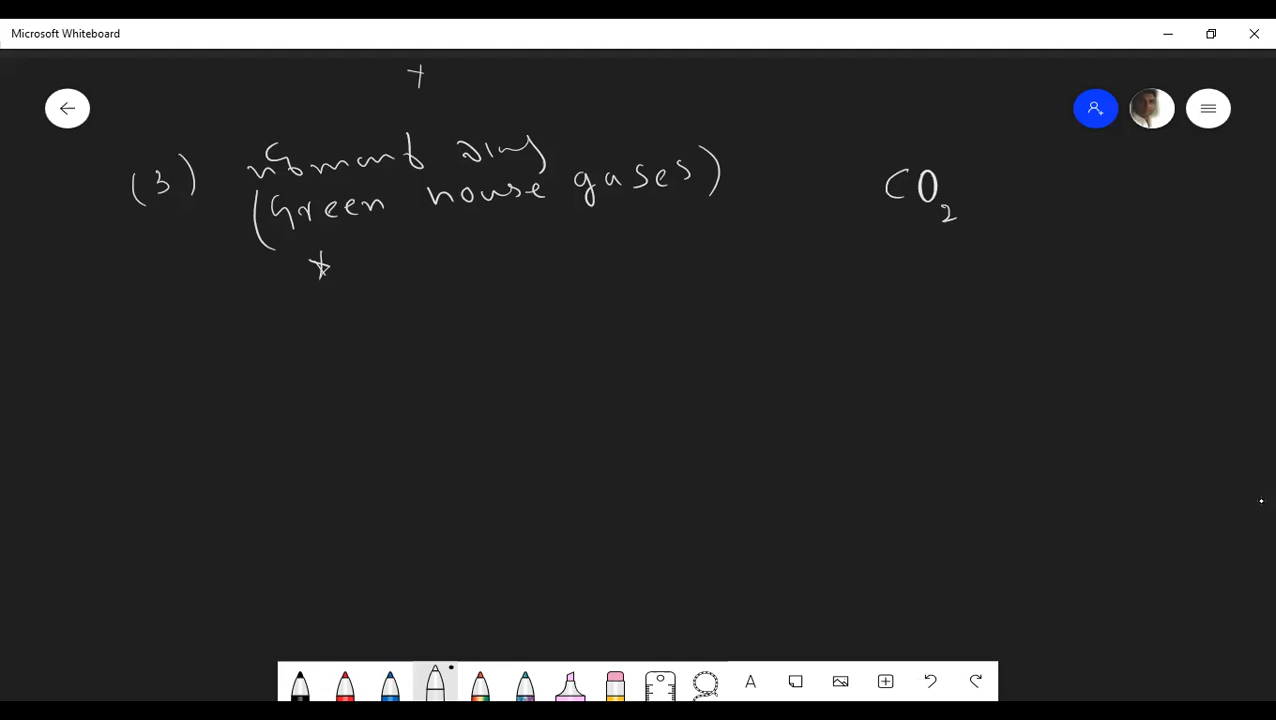 Microsoft Whiteboard
+
(3)
(Green house gases)
CO₂
*
A